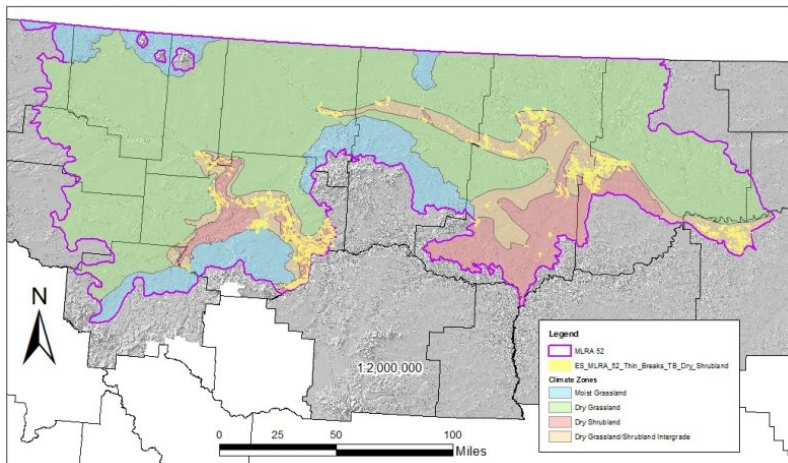 N
1:2,000,000
0 25 50 100
Miles
Legend
MLRA 52
ES_MLRA_52_Thin_Breaks_TB_Dry_Shrubland
Climate Zones
Moist Grassland
Dry Grassland
Dry Shrubland
Dry Grassland/Shrubland Intergrade